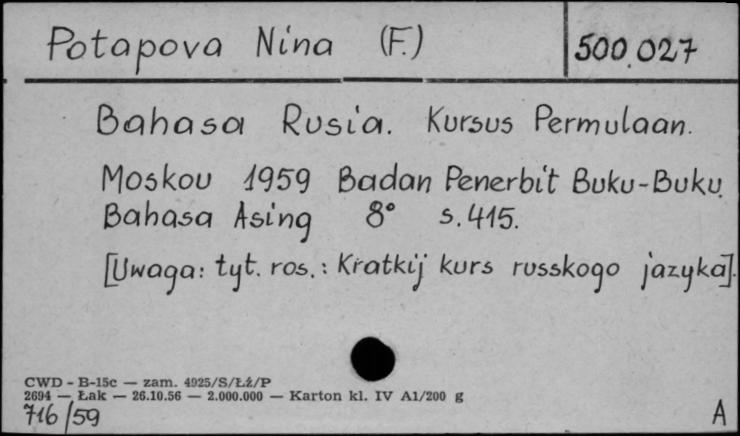 Potapova Nina (F.) 500.027
Bahasa Rusia. Kursus Permulaan.
Moskou 1959 Badan Penerbit Buku-Buku
Bahasa Asing 8° s. 415.
[Uwaga: tyt. ros.: Kratkij kurs russkogo jazyka].
CWD - B-15c — zam. 4925/S/Łź/P
2694 — Łak — 26.10.56 — 2.000.000 — Karton kl. IV A1/200 g
716/59 A